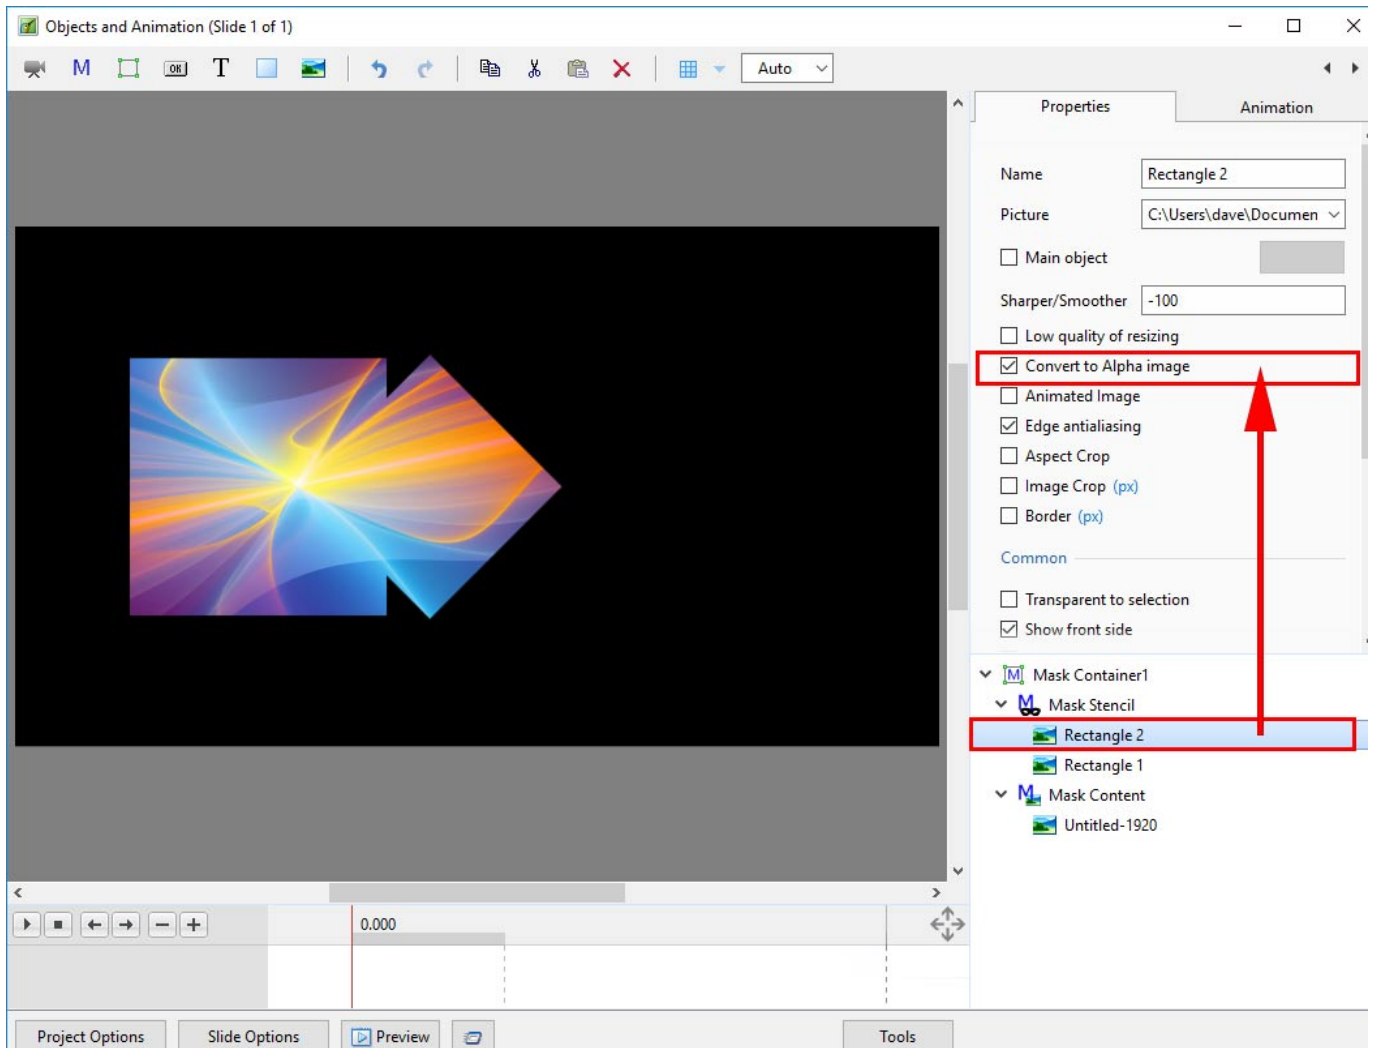 Objects and Animation (Slide 1 of 1)
M OK T Auto
Properties Animation
Name Rectangle 2
Picture C:\Users\dave\Documen
Main object
Sharper/Smoother -100
Low quality of resizing
Convert to Alpha image
Animated Image
Edge antialiasing
Aspect Crop
Image Crop (px)
Border (px)
Common
Transparent to selection
Show front side
M Mask Container1
M Mask Stencil
Rectangle 2
Rectangle 1
M Mask Content
Untitled-1920
0.000
Project Options Slide Options Preview Tools